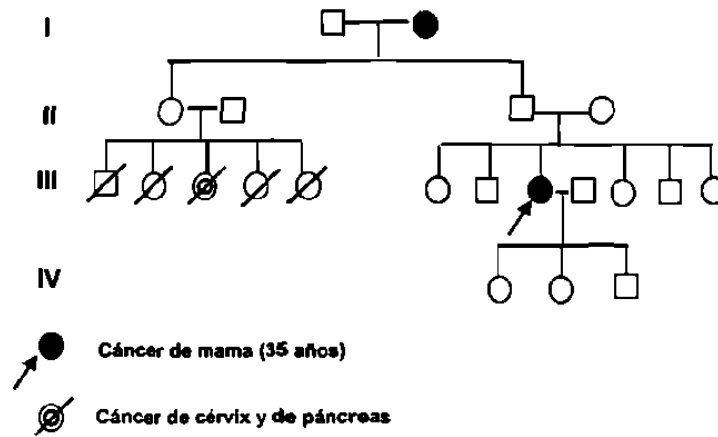 I
II
III
IV
Cáncer de mama (35 años)
Cáncer de cérvix y de páncreas